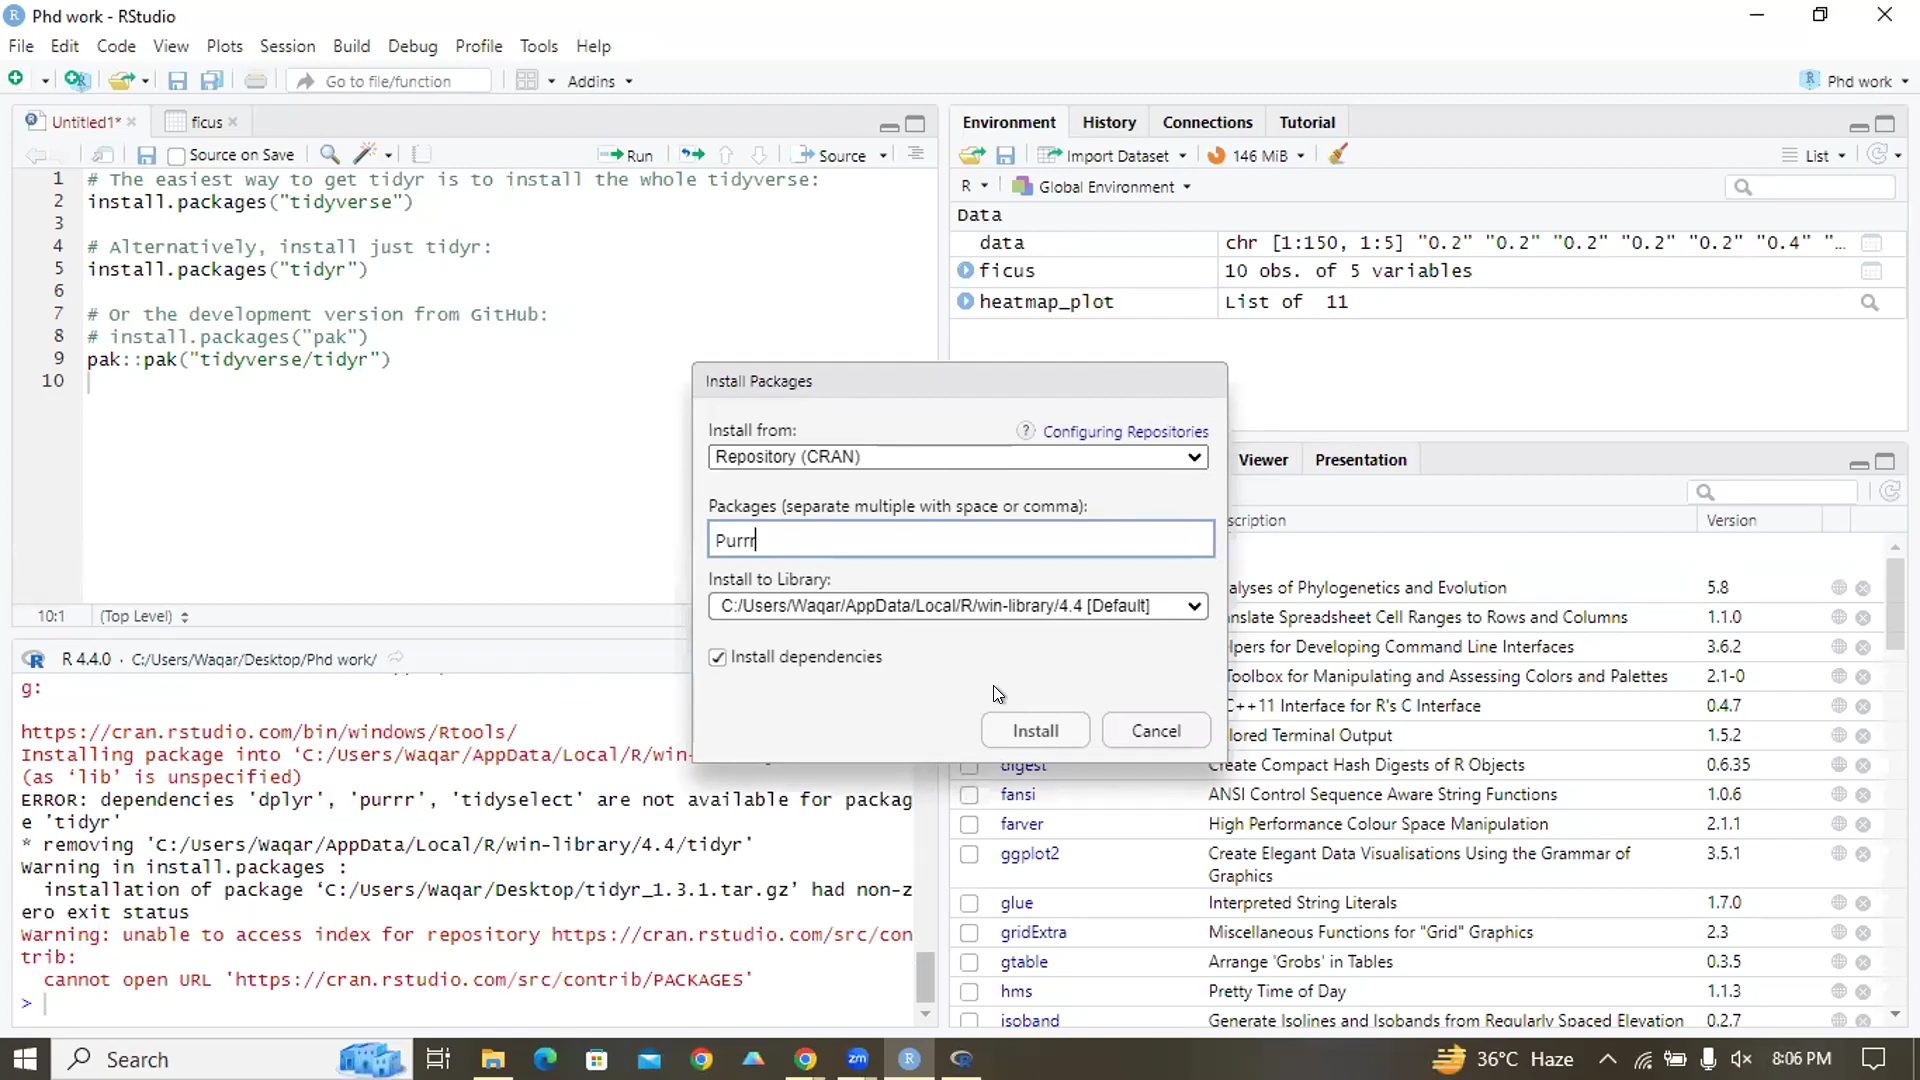 Phd work - RStudio
File Edit Code View Plots Session Build Debug Profile Tools Help
Go to file/function Addins Phd work
Untitled1* ficus
Source on Save Run Source
1 # The easiest way to get tidyr is to install the whole tidyverse:
2 install.packages("tidyverse")
3
4 # Alternatively, install just tidyr:
5 install.packages("tidyr")
6
7 # Or the development version from GitHub:
8 # install.packages("pak")
9 pak::pak("tidyverse/tidyr")
10
10:1 (Top Level)
R 4.4.0 · C:/Users/Waqar/Desktop/Phd work/
g:
https://cran.rstudio.com/bin/windows/Rtools/
Installing package into ‘C:/Users/Waqar/AppData/Local/R/win-
(as ‘lib’ is unspecified)
ERROR: dependencies 'dplyr', 'purrr', 'tidyselect' are not available for packag
e 'tidyr'
* removing 'C:/Users/Waqar/AppData/Local/R/win-library/4.4/tidyr'
Warning in install.packages :
installation of package ‘C:/Users/Waqar/Desktop/tidyr_1.3.1.tar.gz’ had non-z
ero exit status
Warning: unable to access index for repository https://cran.rstudio.com/src/con
trib:
cannot open URL 'https://cran.rstudio.com/src/contrib/PACKAGES'
>
Environment History Connections Tutorial
Import Dataset 146 MiB List
R Global Environment
Data
data chr [1:150, 1:5] "0.2" "0.2" "0.2" "0.2" "0.2" "0.4" "…
ficus 10 obs. of 5 variables
heatmap_plot List of 11
Install Packages
Install from: ? Configuring Repositories
Repository (CRAN)
Packages (separate multiple with space or comma):
Purrr
Install to Library:
C:/Users/Waqar/AppData/Local/R/win-library/4.4 [Default]
Install dependencies
Install Cancel
Viewer Presentation
scription Version
alyses of Phylogenetics and Evolution 5.8
nslate Spreadsheet Cell Ranges to Rows and Columns 1.1.0
lpers for Developing Command Line Interfaces 3.6.2
Toolbox for Manipulating and Assessing Colors and Palettes 2.1-0
C++11 Interface for R's C Interface 0.4.7
lored Terminal Output 1.5.2
digest Create Compact Hash Digests of R Objects 0.6.35
fansi ANSI Control Sequence Aware String Functions 1.0.6
farver High Performance Colour Space Manipulation 2.1.1
ggplot2 Create Elegant Data Visualisations Using the Grammar of 3.5.1
Graphics
glue Interpreted String Literals 1.7.0
gridExtra Miscellaneous Functions for "Grid" Graphics 2.3
gtable Arrange 'Grobs' in Tables 0.3.5
hms Pretty Time of Day 1.1.3
isoband Generate Isolines and Isobands from Regularly Spaced Elevation 0.2.7
Search zm R 36°C Haze 8:06 PM